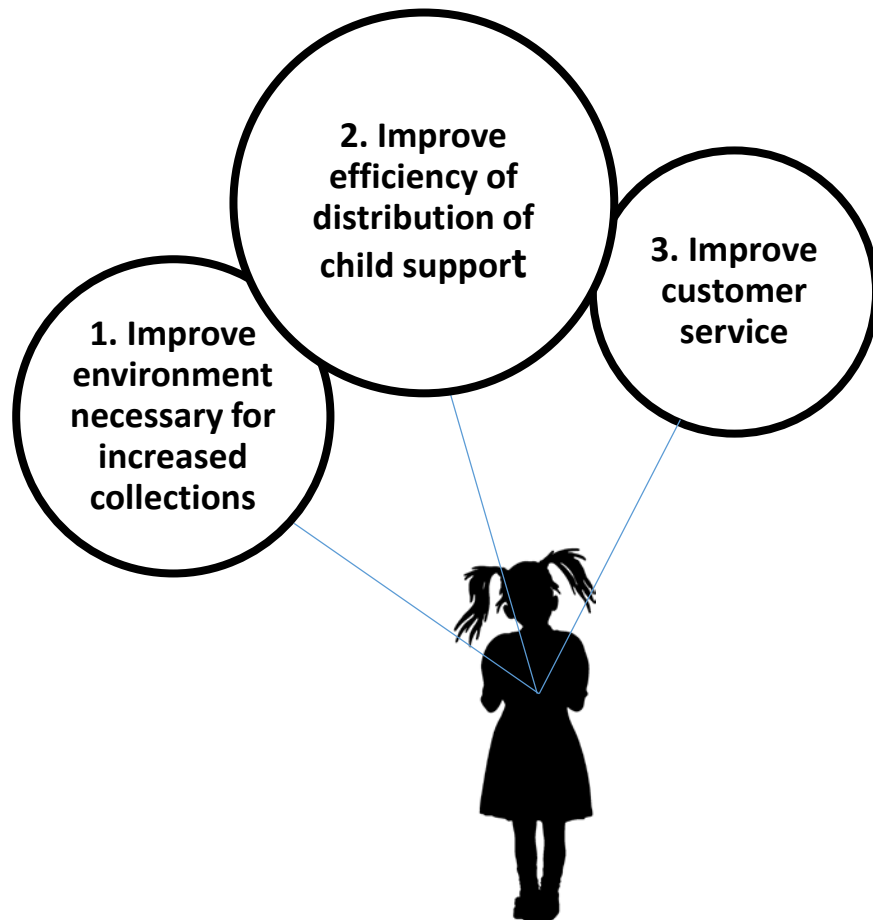 1. Improve
environment
necessary for
increased
collections
2. Improve
efficiency of
distribution of
child support
3. Improve
customer
service